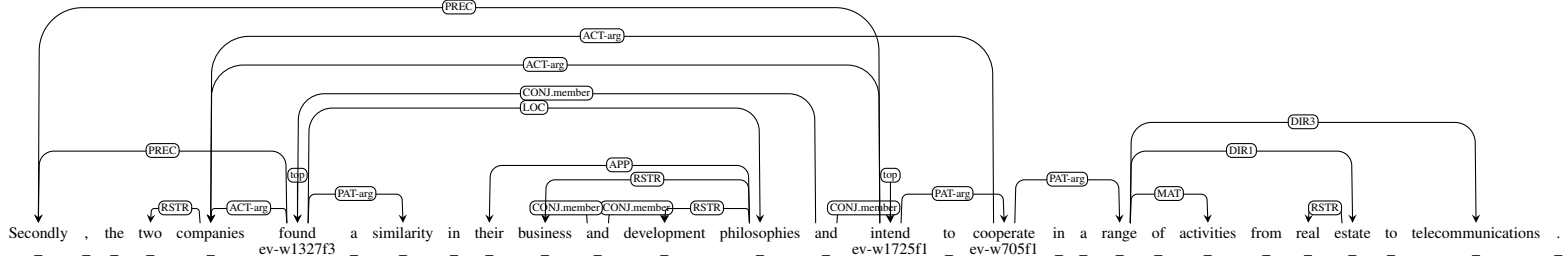 PREC
ACT-arg
ACT-arg
CONJ.member
LOC
DIR3
PREC
DIR1
APP
top
top
RSTR
PAT-arg
PAT-arg
PAT-arg
MAT
RSTR
ACT-arg
CONJ.member
CONJ.member
RSTR
CONJ.member
RSTR
Secondly , the two companies found a similarity in their business and development philosophies and intend to cooperate in a range of activities from real estate to telecommunications .
_ _ _ _ _ ev-w1327f3 _ _ _ _ _ _ _ _ _ ev-w1725f1 _ ev-w705f1 _ _ _ _ _ _ _ _ _ _ _